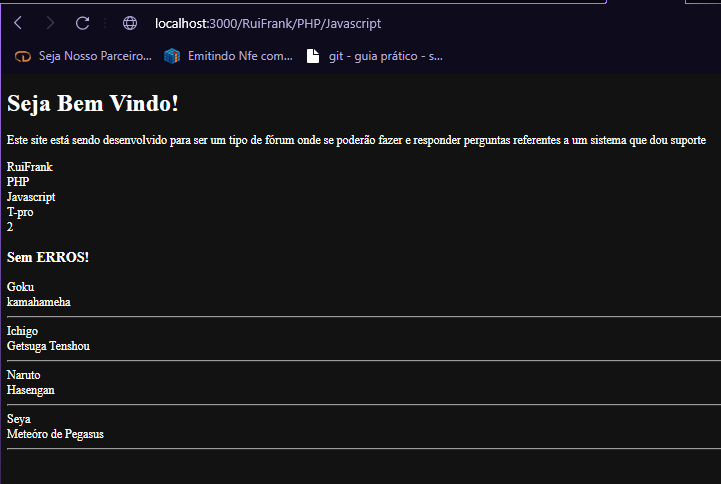 localhost:3000/RuiFrank/PHP/Javascript
Seja Nosso Parceiro... Emitindo Nfe com... git - guia prático - s...
Seja Bem Vindo!
Este site está sendo desenvolvido para ser um tipo de fórum onde se poderão fazer e responder perguntas referentes a um sistema que dou suporte
RuiFrank
PHP
Javascript
T-pro
2
Sem ERROS!
Goku
kamahameha
Ichigo
Getsuga Tenshou
Naruto
Hasengan
Seya
Meteóro de Pegasus